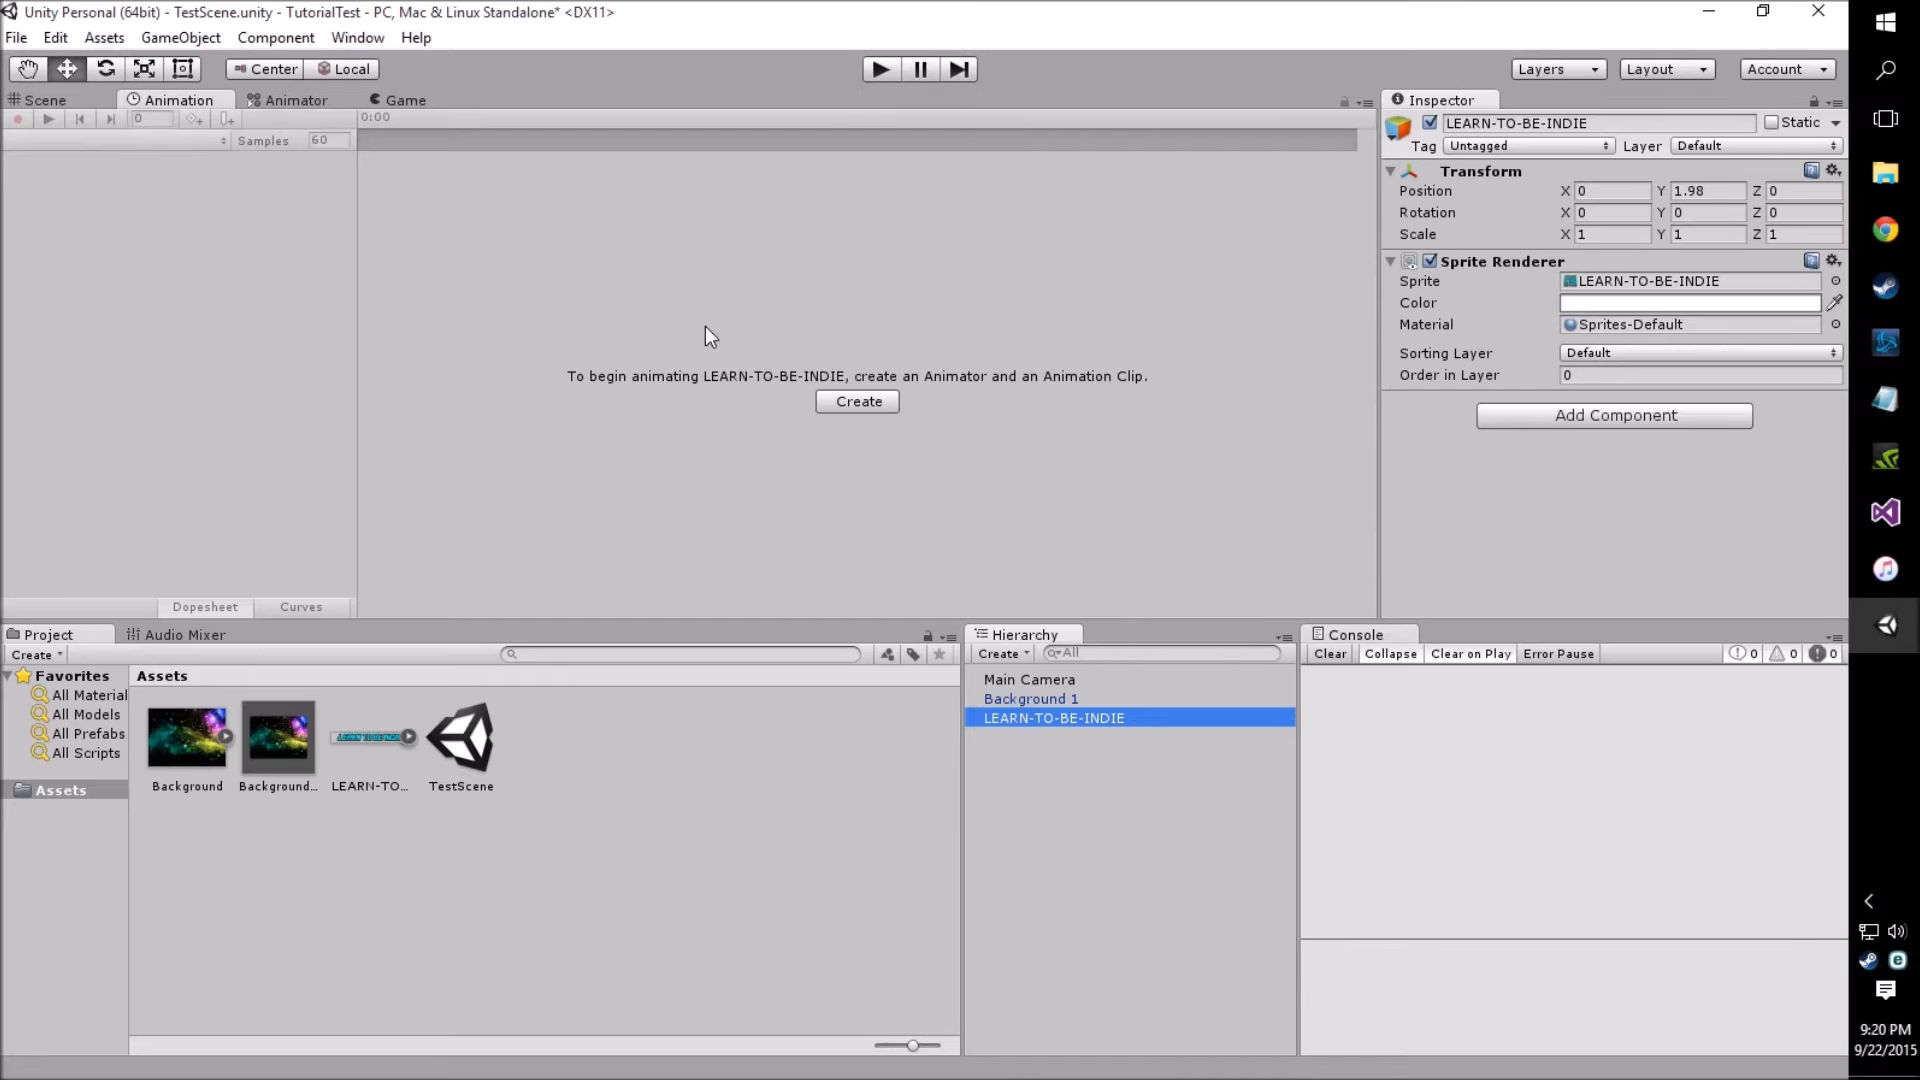 Unity Personal (64bit) - TestScene.unity - TutorialTest - PC, Mac & Linux Standalone* <DX11>
File Edit Assets GameObject Component Window Help
Center Local
Layers Layout Account
Scene Animation Animator Game
Inspector
0 0:00
Samples 60
LEARN-TO-BE-INDIE Static
Tag Untagged Layer Default
Transform
Position X 0 Y 1.98 Z 0
Rotation X 0 Y 0 Z 0
Scale X 1 Y 1 Z 1
Sprite Renderer
Sprite LEARN-TO-BE-INDIE
Color
Material Sprites-Default
Sorting Layer Default
Order in Layer 0
Add Component
To begin animating LEARN-TO-BE-INDIE, create an Animator and an Animation Clip.
Create
Dopesheet Curves
Project Audio Mixer
Create
Favorites
All Material
All Models
All Prefabs
All Scripts
Assets
Assets
LEARN TO BE INDIE
Background Background... LEARN-TO... TestScene
Hierarchy
Create All
Main Camera
Background 1
LEARN-TO-BE-INDIE
Console
Clear Collapse Clear on Play Error Pause 0 0 0
9:20 PM
9/22/2015